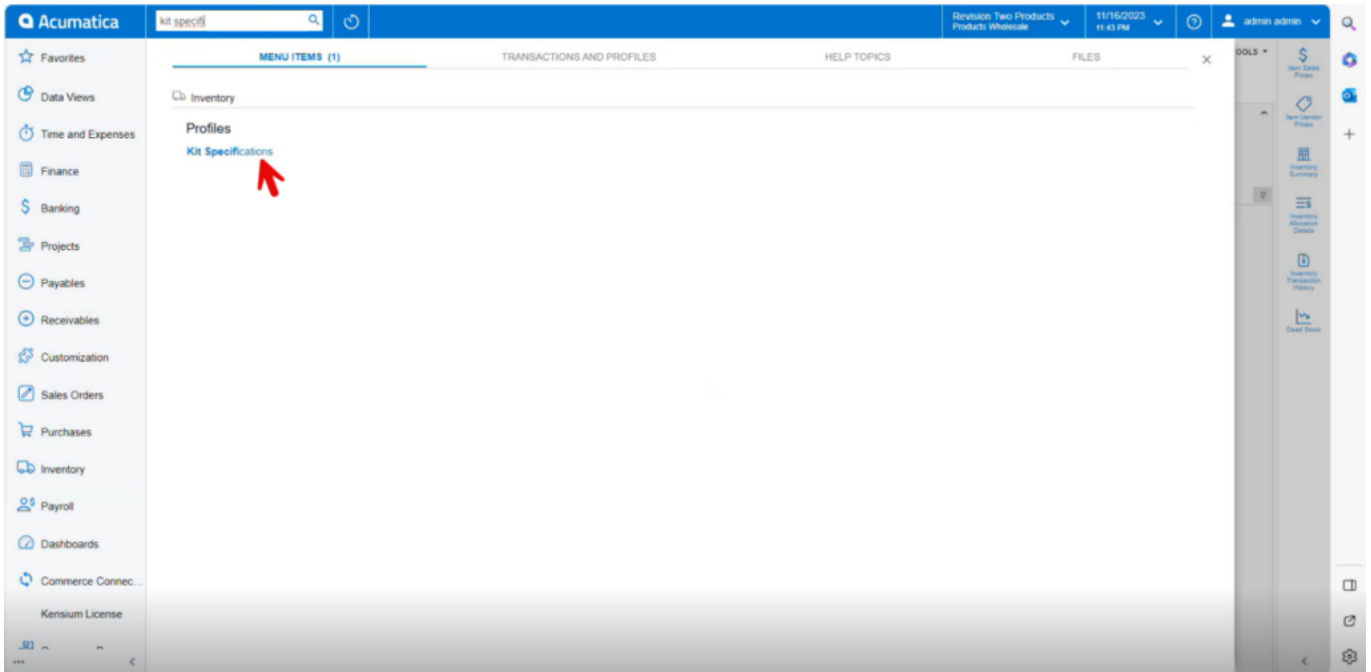 Acumatica
kit specifi
Revision Two Products
Products Wholesale
11/16/2023
11:43 PM
admin admin
Favorites
Data Views
Time and Expenses
Finance
Banking
Projects
Payables
Receivables
Customization
Sales Orders
Purchases
Inventory
Payroll
Dashboards
Commerce Connec...
Kensium License
MENU ITEMS (1)
TRANSACTIONS AND PROFILES
HELP TOPICS
FILES
Inventory
Profiles
Kit Specifications
OOLS
Item Sales
Prices
Item Vendor
Prices
Inventory
Summary
Inventory
Allocation
Details
Inventory
Transaction
History
Dead Stock